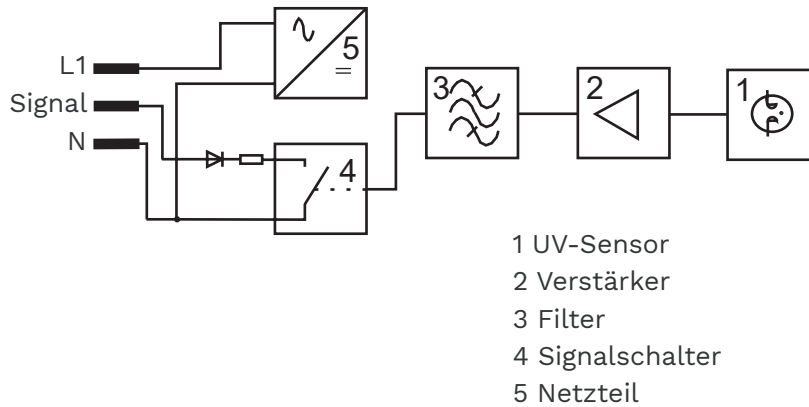 L1
Signal
N
5
=
4
3
2
1
1 UV-Sensor
2 Verstärker
3 Filter
4 Signalschalter
5 Netzteil